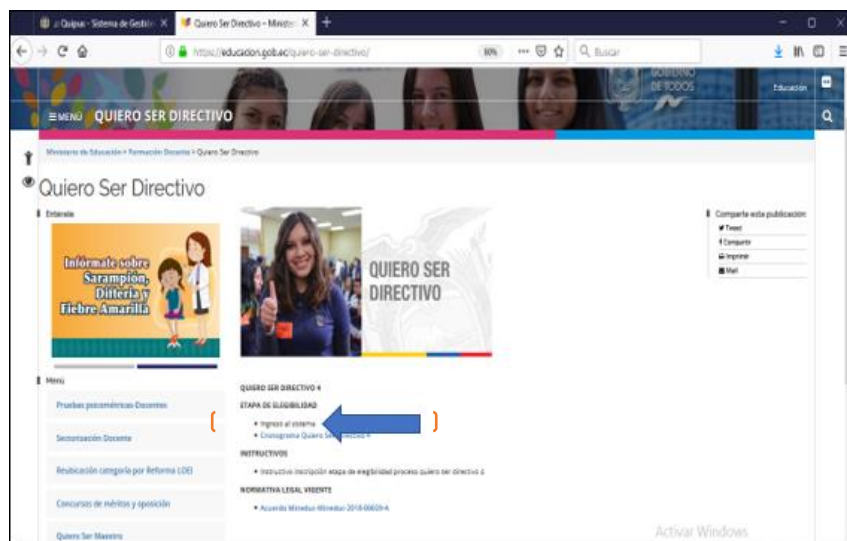 :: Quipux - Sistema de Gestió
Quiero Ser Directivo – Minister
https://educacion.gob.ec/quiero-ser-directivo/
80%
Buscar
GOBIERNO
DE TODOS
Educación
MENÚ
QUIERO SER DIRECTIVO
Ministerio de Educación > Formación Docente > Quiero Ser Directivo
Quiero Ser Directivo
Entérate
Infórmate sobre
Sarampión,
Difteria y
Fiebre Amarilla
QUIERO SER
DIRECTIVO
Comparte esta publicación:
Tweet
Compartir
Imprimir
Mail
Menú
Pruebas psicométricas Docentes
Sectorización Docente
Reubicación categoría por Reforma LOEI
Concursos de méritos y oposición
Quiero Ser Maestro
QUIERO SER DIRECTIVO 4
ETAPA DE ELEGIBILIDAD
Ingreso al sistema
Cronograma Quiero Ser Directivo 4
INSTRUCTIVOS
Instructivo inscripción etapa de elegibilidad proceso quiero ser directivo 4
NORMATIVA LEGAL VIGENTE
Acuerdo Mineduc-Mineduc-2018-00039-A
Activar Windows